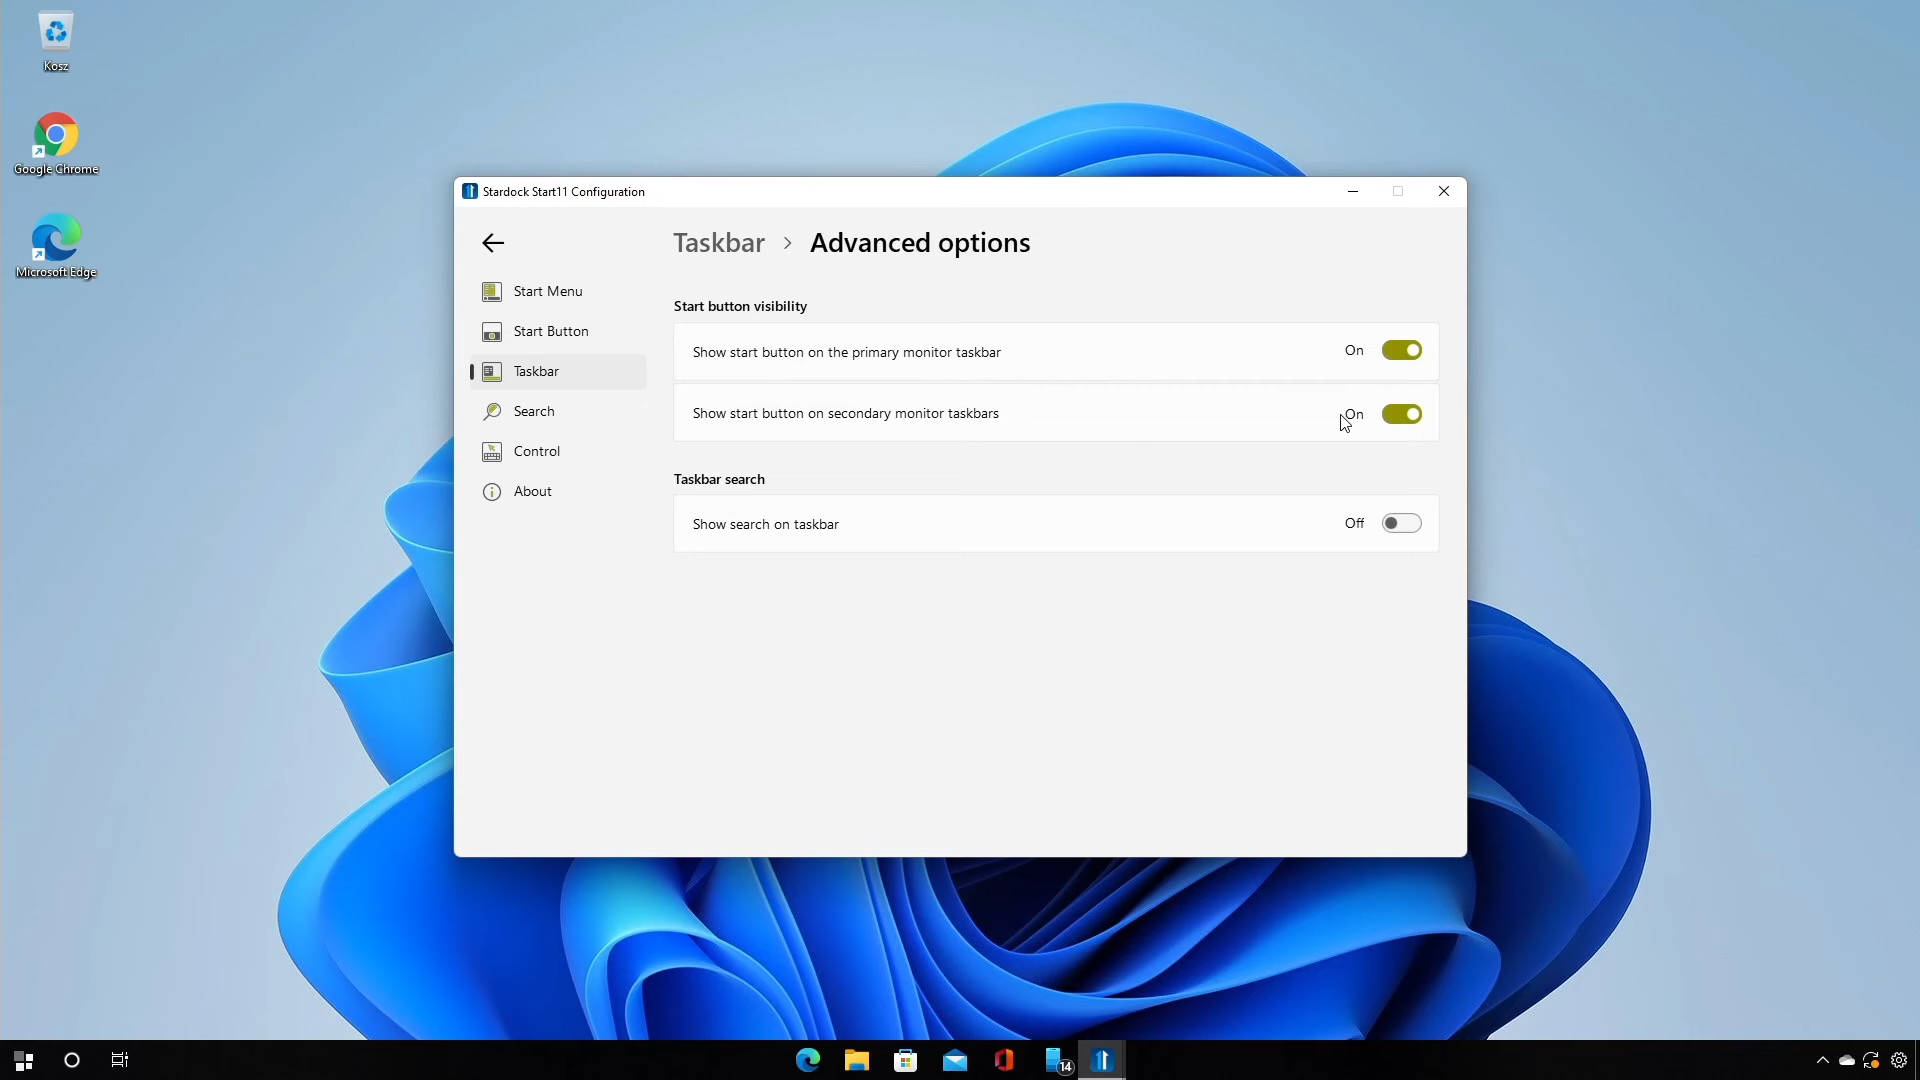 Kosz
Google Chrome
Microsoft Edge
Stardock Start11 Configuration
Taskbar > Advanced options
Start Menu
Start Button
Taskbar
Search
Control
About
Start button visibility
Show start button on the primary monitor taskbar On
Show start button on secondary monitor taskbars On
Taskbar search
Show search on taskbar Off
14